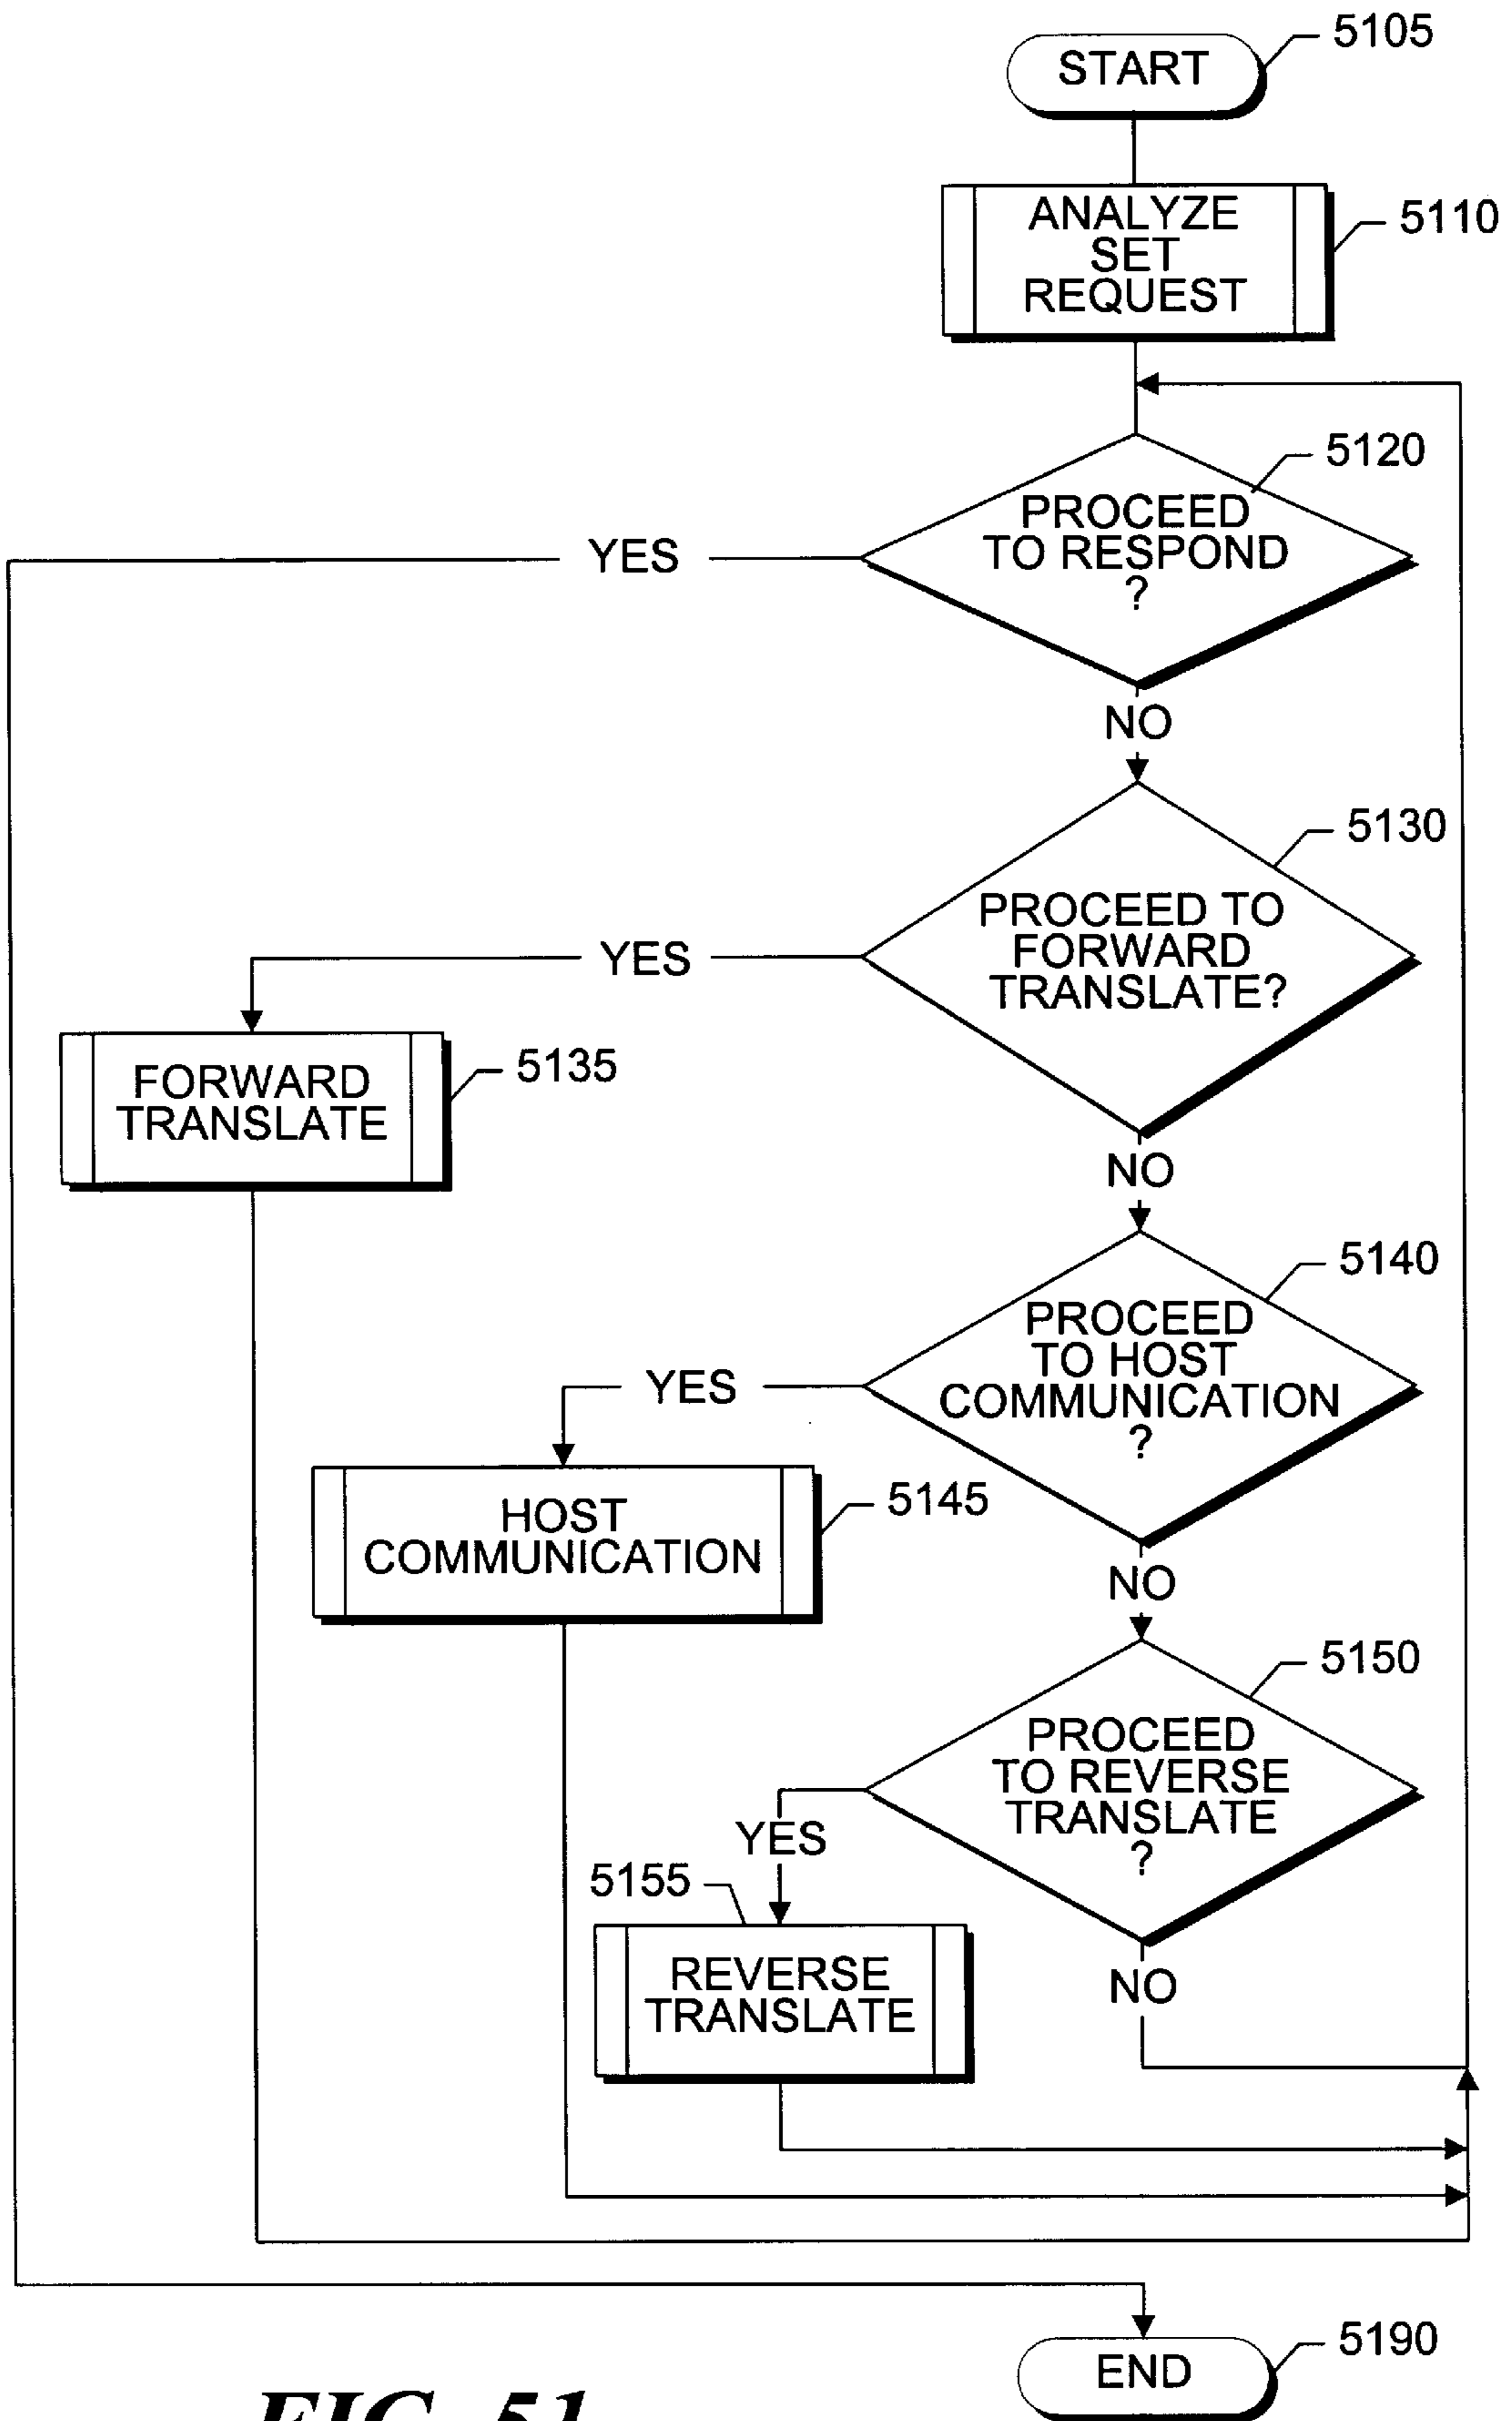 START
5105
ANALYZE
SET
REQUEST
5110
5120
PROCEED
TO RESPOND
?
YES
NO
5130
PROCEED TO
FORWARD
TRANSLATE?
YES
FORWARD
TRANSLATE
5135
NO
5140
PROCEED
TO HOST
COMMUNICATION
?
YES
HOST
COMMUNICATION
5145
NO
5150
PROCEED
TO REVERSE
TRANSLATE
?
YES
5155
REVERSE
TRANSLATE
NO
5190
END
FIG. 51